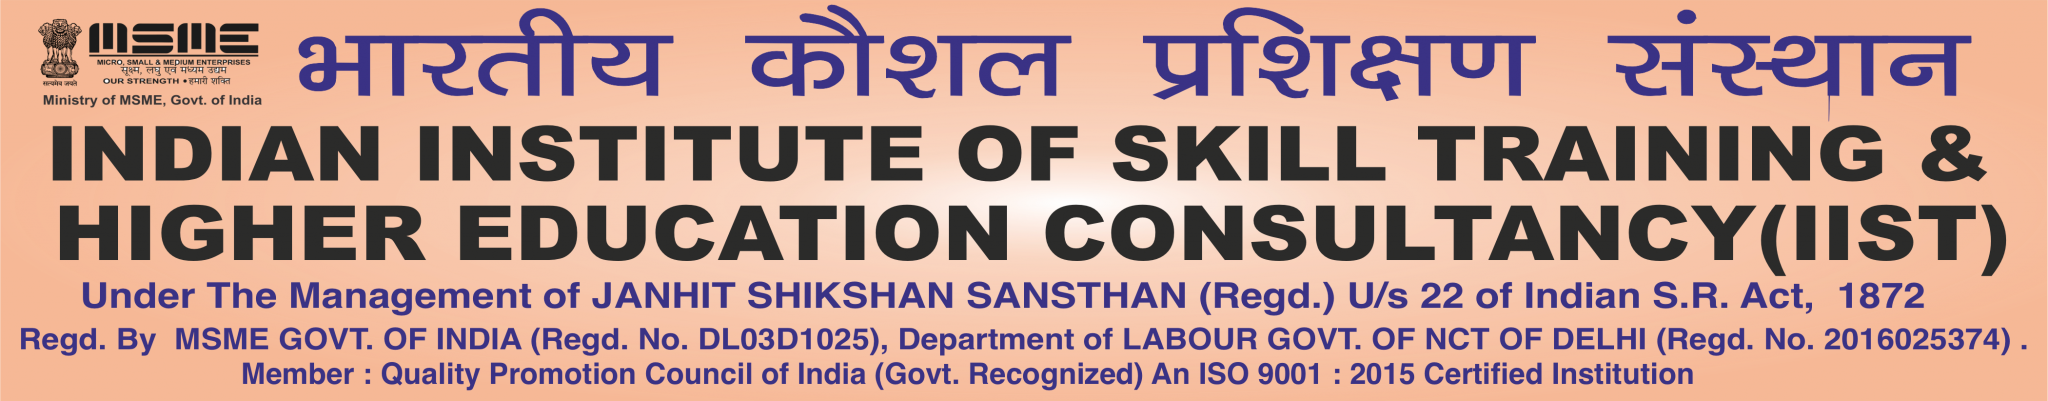 MSME
MICRO, SMALL & MEDIUM ENTERPRISES
सूक्ष्म, लघु एवं मध्यम उद्यम
OUR STRENGTH • हमारी शक्ति
सत्यमेव जयते
Ministry of MSME, Govt. of India
भारतीय कौशल प्रशिक्षण संस्थान
INDIAN INSTITUTE OF SKILL TRAINING &
HIGHER EDUCATION CONSULTANCY(IIST)
Under The Management of JANHIT SHIKSHAN SANSTHAN (Regd.) U/s 22 of Indian S.R. Act, 1872
Regd. By MSME GOVT. OF INDIA (Regd. No. DL03D1025), Department of LABOUR GOVT. OF NCT OF DELHI (Regd. No. 2016025374) .
Member : Quality Promotion Council of India (Govt. Recognized) An ISO 9001 : 2015 Certified Institution